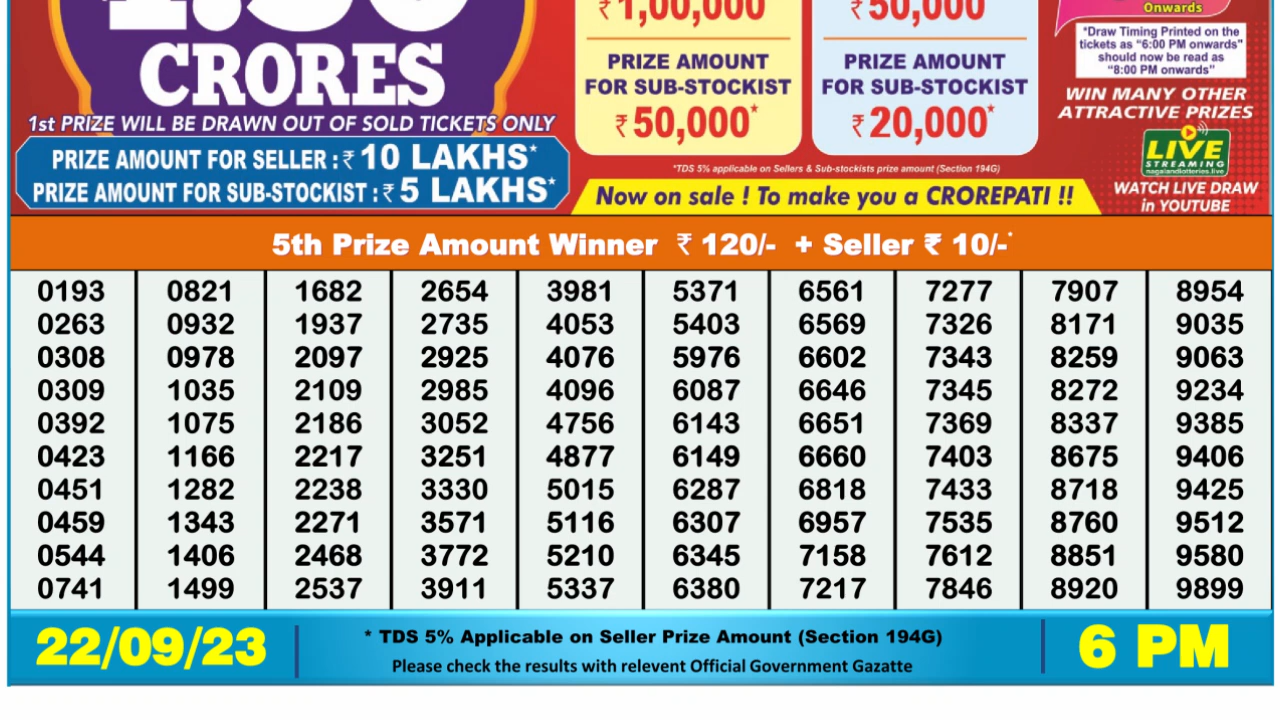 CRORES
1st PRIZE WILL BE DRAWN OUT OF SOLD TICKETS ONLY
PRIZE AMOUNT FOR SELLER : ₹ 10 LAKHS*
PRIZE AMOUNT FOR SUB-STOCKIST : ₹ 5 LAKHS*
₹1,00,000*
PRIZE AMOUNT
FOR SUB-STOCKIST
₹50,000*
₹50,000*
PRIZE AMOUNT
FOR SUB-STOCKIST
₹20,000*
*TDS 5% applicable on Sellers & Sub-stockists prize amount (Section 194G)
Now on sale ! To make you a CROREPATI !!
Onwards
*Draw Timing Printed on the
tickets as “6:00 PM onwards”
should now be read as
“8:00 PM onwards”
WIN MANY OTHER
ATTRACTIVE PRIZES
LIVE
STREAMING
nagalandlotteries.live
WATCH LIVE DRAW
in YOUTUBE
5th Prize Amount Winner ₹ 120/- + Seller ₹ 10/-*
0193 0821 1682 2654 3981 5371 6561 7277 7907 8954
0263 0932 1937 2735 4053 5403 6569 7326 8171 9035
0308 0978 2097 2925 4076 5976 6602 7343 8259 9063
0309 1035 2109 2985 4096 6087 6646 7345 8272 9234
0392 1075 2186 3052 4756 6143 6651 7369 8337 9385
0423 1166 2217 3251 4877 6149 6660 7403 8675 9406
0451 1282 2238 3330 5015 6287 6818 7433 8718 9425
0459 1343 2271 3571 5116 6307 6957 7535 8760 9512
0544 1406 2468 3772 5210 6345 7158 7612 8851 9580
0741 1499 2537 3911 5337 6380 7217 7846 8920 9899
22/09/23
* TDS 5% Applicable on Seller Prize Amount (Section 194G)
Please check the results with relevent Official Government Gazatte
6 PM